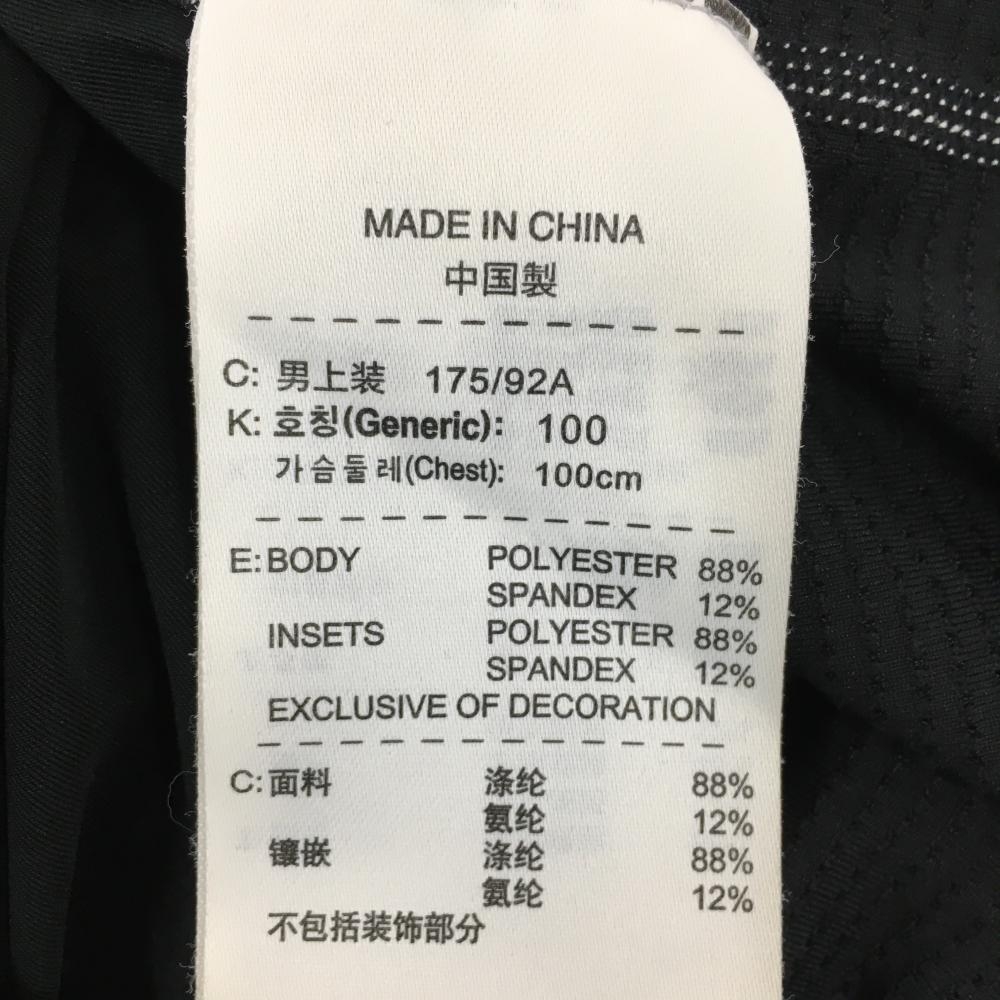 MADE IN CHINA
中国製
C: 男上装 175/92A
K: 호칭(Generic): 100
가슴둘레(Chest): 100cm
E: BODY POLYESTER 88%
SPANDEX 12%
INSETS POLYESTER 88%
SPANDEX 12%
EXCLUSIVE OF DECORATION
C: 面料 涤纶 88%
氨纶 12%
镶嵌 涤纶 88%
氨纶 12%
不包括装饰部分